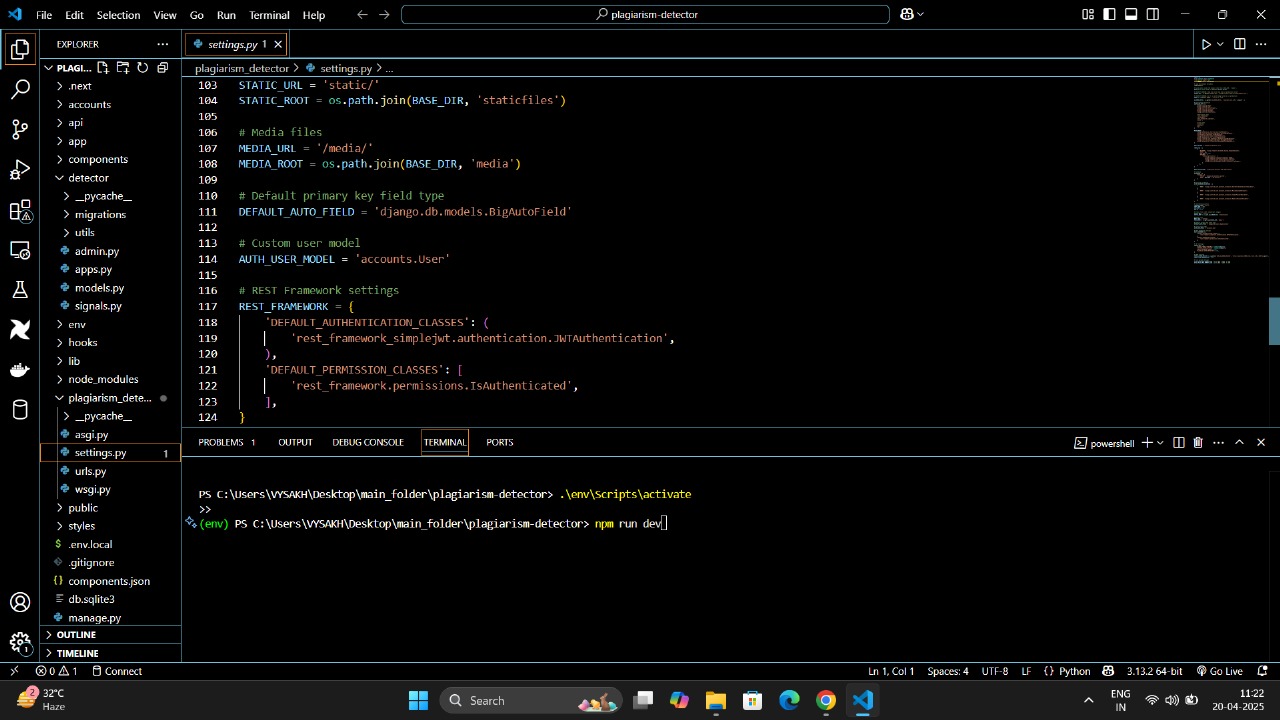 File Edit Selection View Go Run Terminal Help
plagiarism-detector
EXPLORER
settings.py 1
PLAGI...
plagiarism_detector > settings.py > ...
.next
accounts
api
app
components
detector
__pycache__
migrations
utils
admin.py
apps.py
models.py
signals.py
env
hooks
lib
node_modules
plagiarism_dete...
__pycache__
asgi.py
settings.py 1
urls.py
wsgi.py
public
styles
.env.local
.gitignore
components.json
db.sqlite3
manage.py
OUTLINE
TIMELINE
103 STATIC_URL = 'static/'
104 STATIC_ROOT = os.path.join(BASE_DIR, 'staticfiles')
105
106 # Media files
107 MEDIA_URL = '/media/'
108 MEDIA_ROOT = os.path.join(BASE_DIR, 'media')
109
110 # Default primary key field type
111 DEFAULT_AUTO_FIELD = 'django.db.models.BigAutoField'
112
113 # Custom user model
114 AUTH_USER_MODEL = 'accounts.User'
115
116 # REST Framework settings
117 REST_FRAMEWORK = {
118 'DEFAULT_AUTHENTICATION_CLASSES': (
119 'rest_framework_simplejwt.authentication.JWTAuthentication',
120 ),
121 'DEFAULT_PERMISSION_CLASSES': [
122 'rest_framework.permissions.IsAuthenticated',
123 ],
124 }
PROBLEMS 1 OUTPUT DEBUG CONSOLE TERMINAL PORTS
powershell
PS C:\Users\VYSAKH\Desktop\main_folder\plagiarism-detector> .\env\Scripts\activate
>>
(env) PS C:\Users\VYSAKH\Desktop\main_folder\plagiarism-detector> npm run dev
0 1 Connect
Ln 1, Col 1 Spaces: 4 UTF-8 LF {} Python 3.13.2 64-bit Go Live
2
32°C
Haze
Search
ENG
IN
11:22
20-04-2025